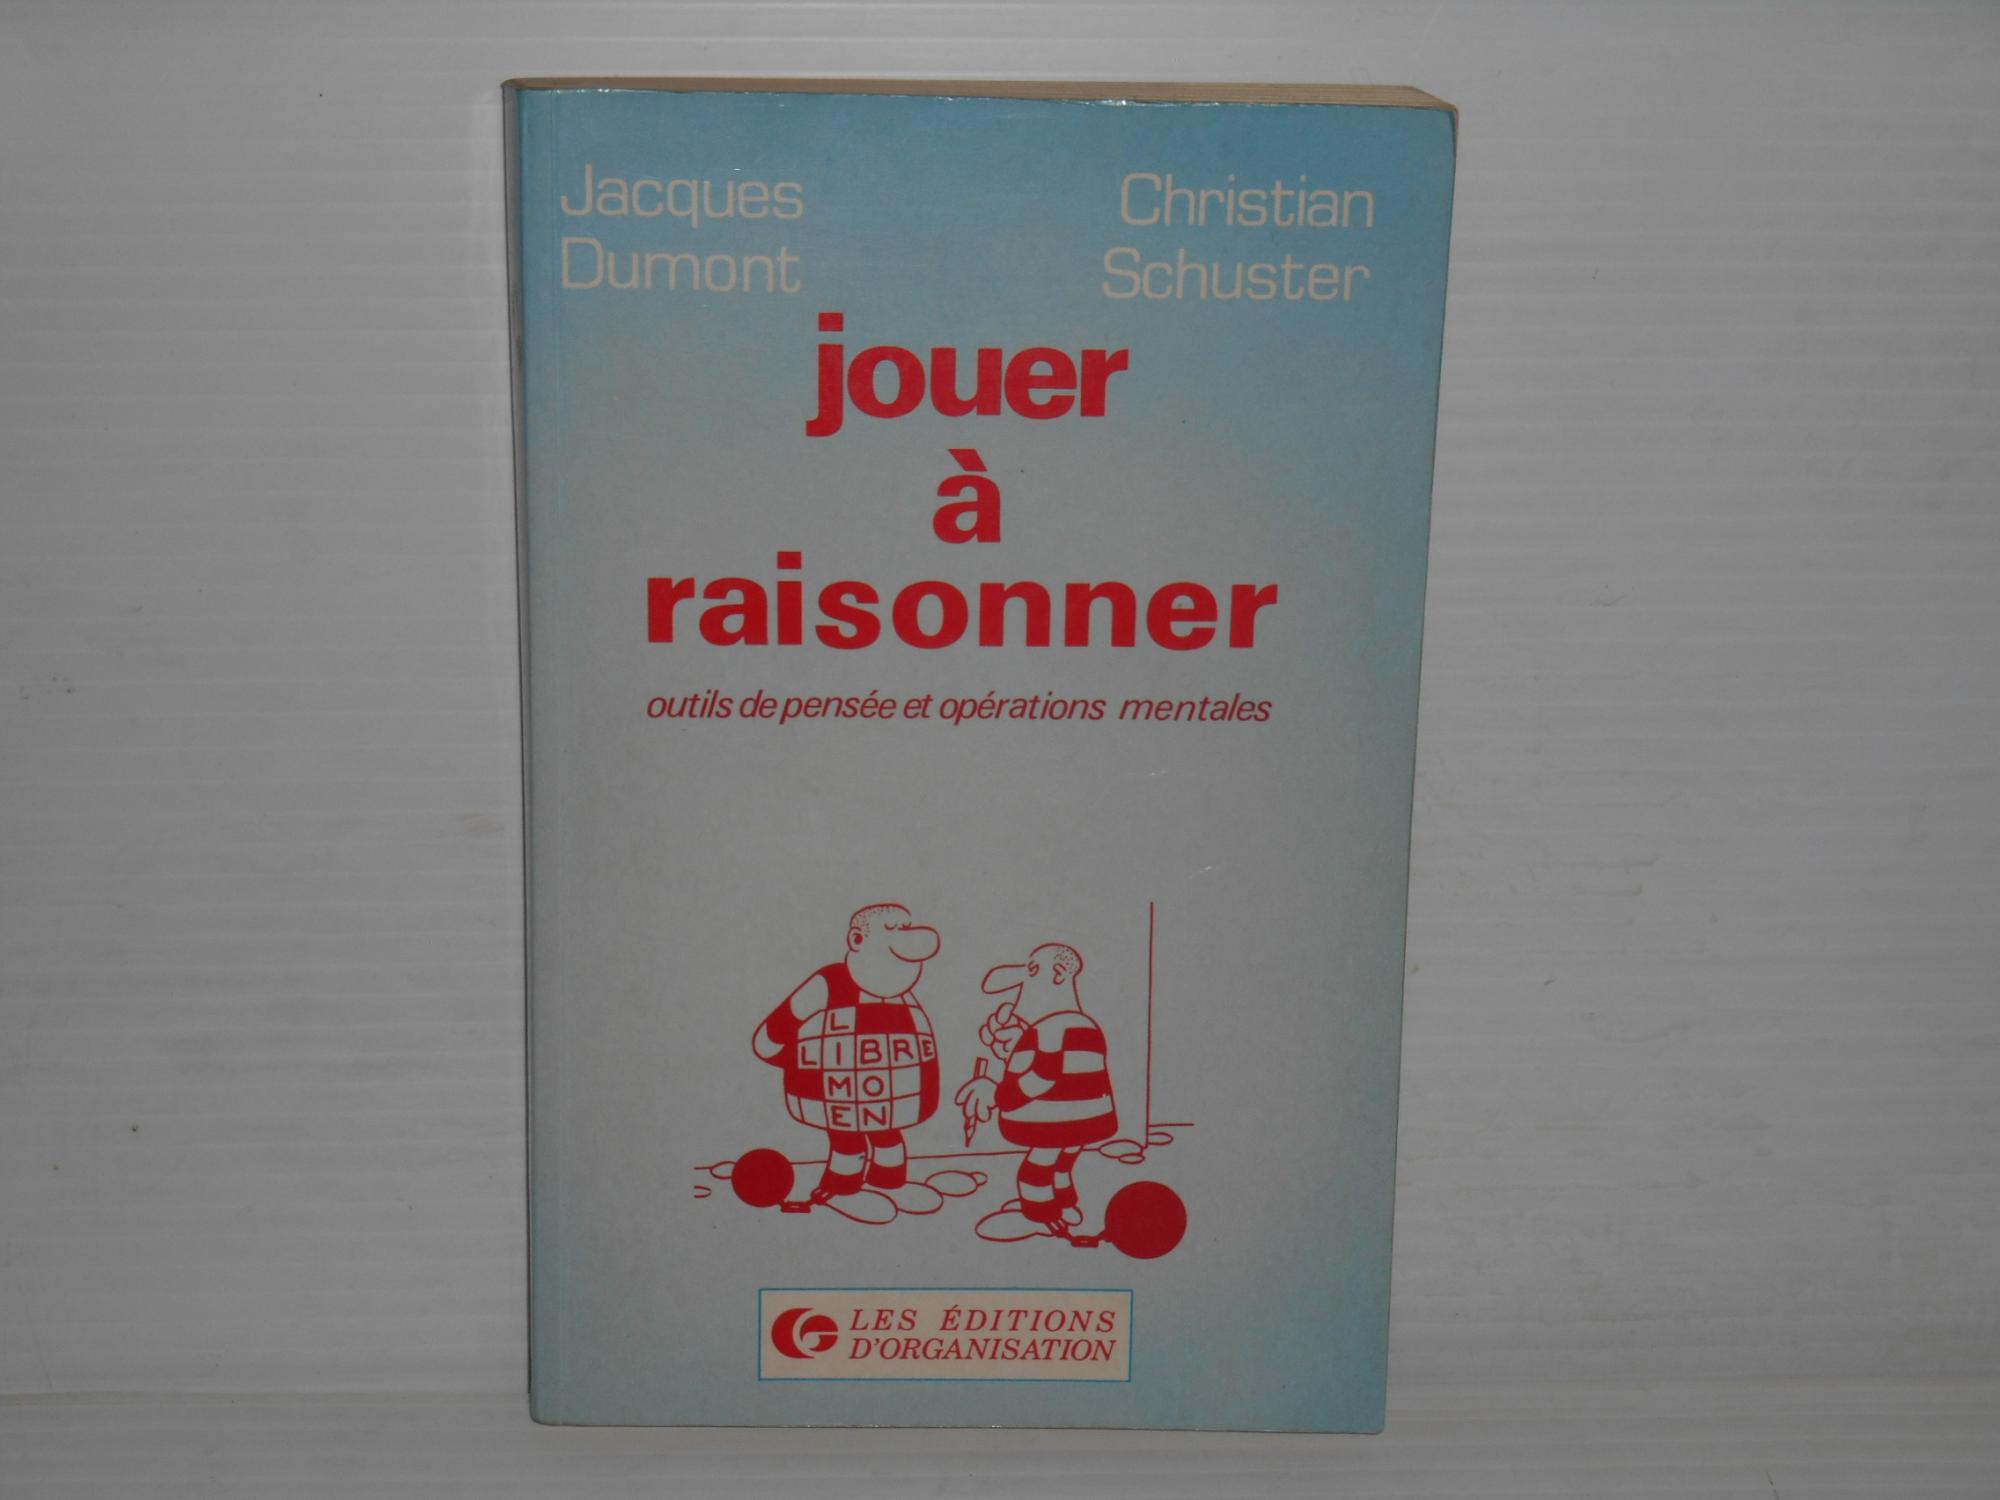 Jacques
Dumont
Christian
Schuster
jouer
à
raisonner
outils de pensée et opérations mentales
L
LIBRE
MO
EN
LES ÉDITIONS
D'ORGANISATION